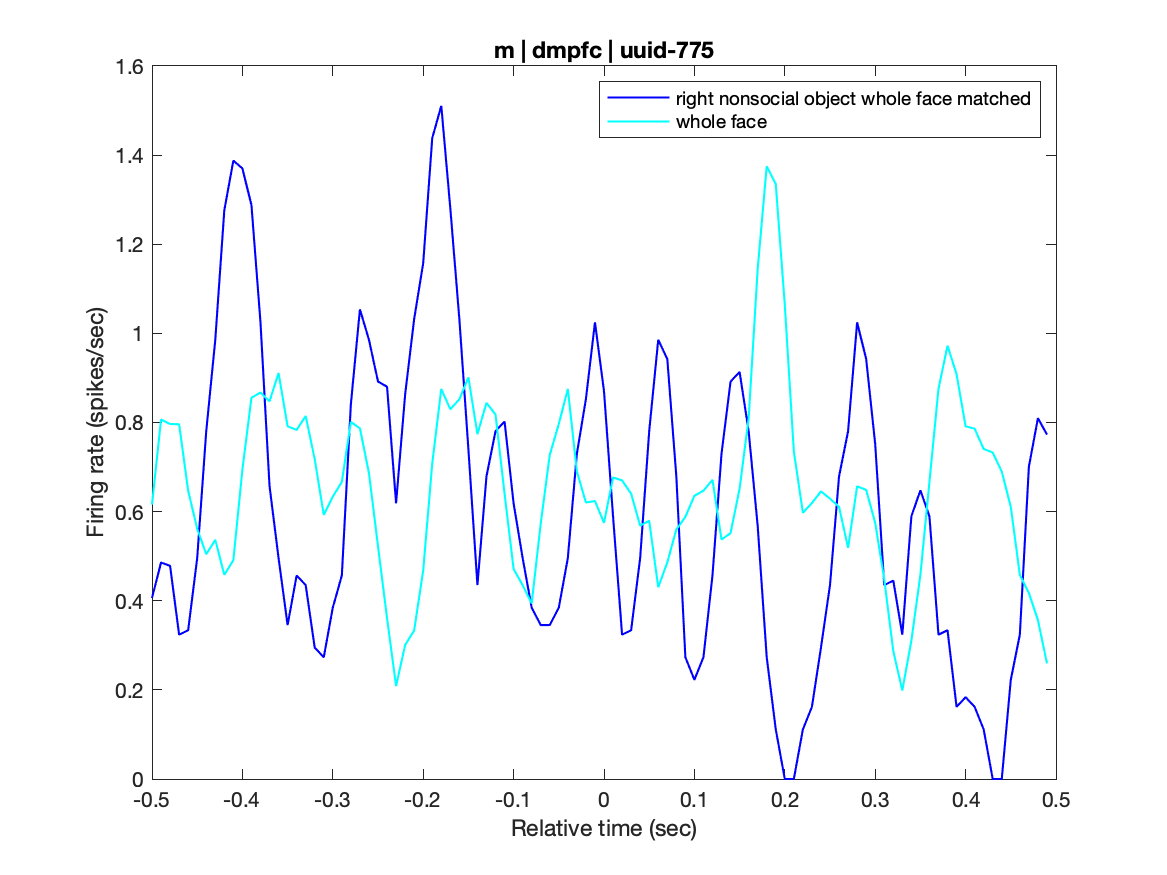 m | dmpfc | uuid-775
right nonsocial object whole face matched
whole face
Firing rate (spikes/sec)
1.6
1.4
1.2
1
0.8
0.6
0.4
0.2
0
-0.5 -0.4 -0.3 -0.2 -0.1 0 0.1 0.2 0.3 0.4 0.5
Relative time (sec)